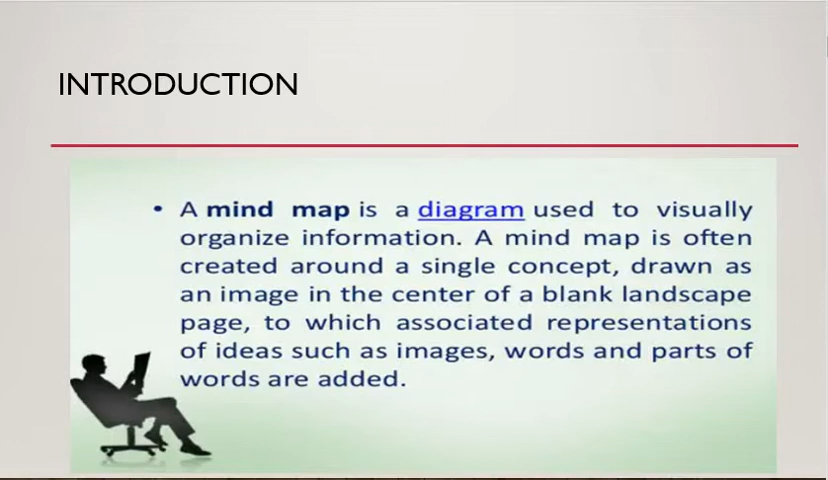 INTRODUCTION
• A mind map is a diagram used to visually
organize information. A mind map is often
created around a single concept, drawn as
an image in the center of a blank landscape
page, to which associated representations
of ideas such as images, words and parts of
words are added.